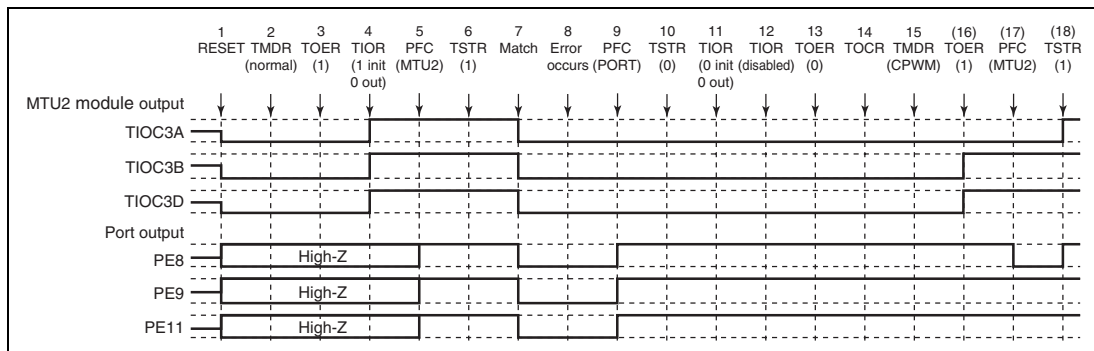 1 2 3 4 5 6 7 8 9 10 11 12 13 14 15 (16) (17) (18)
RESET TMDR TOER TIOR PFC TSTR Match Error PFC TSTR TIOR TIOR TOER TOCR TMDR TOER PFC TSTR
(normal) (1) (1 init (MTU2) (1) occurs (PORT) (0) (0 init (disabled) (0) (CPWM) (1) (MTU2) (1)
0 out) 0 out)
MTU2 module output
TIOC3A
TIOC3B
TIOC3D
Port output
PE8 High-Z
PE9 High-Z
PE11 High-Z